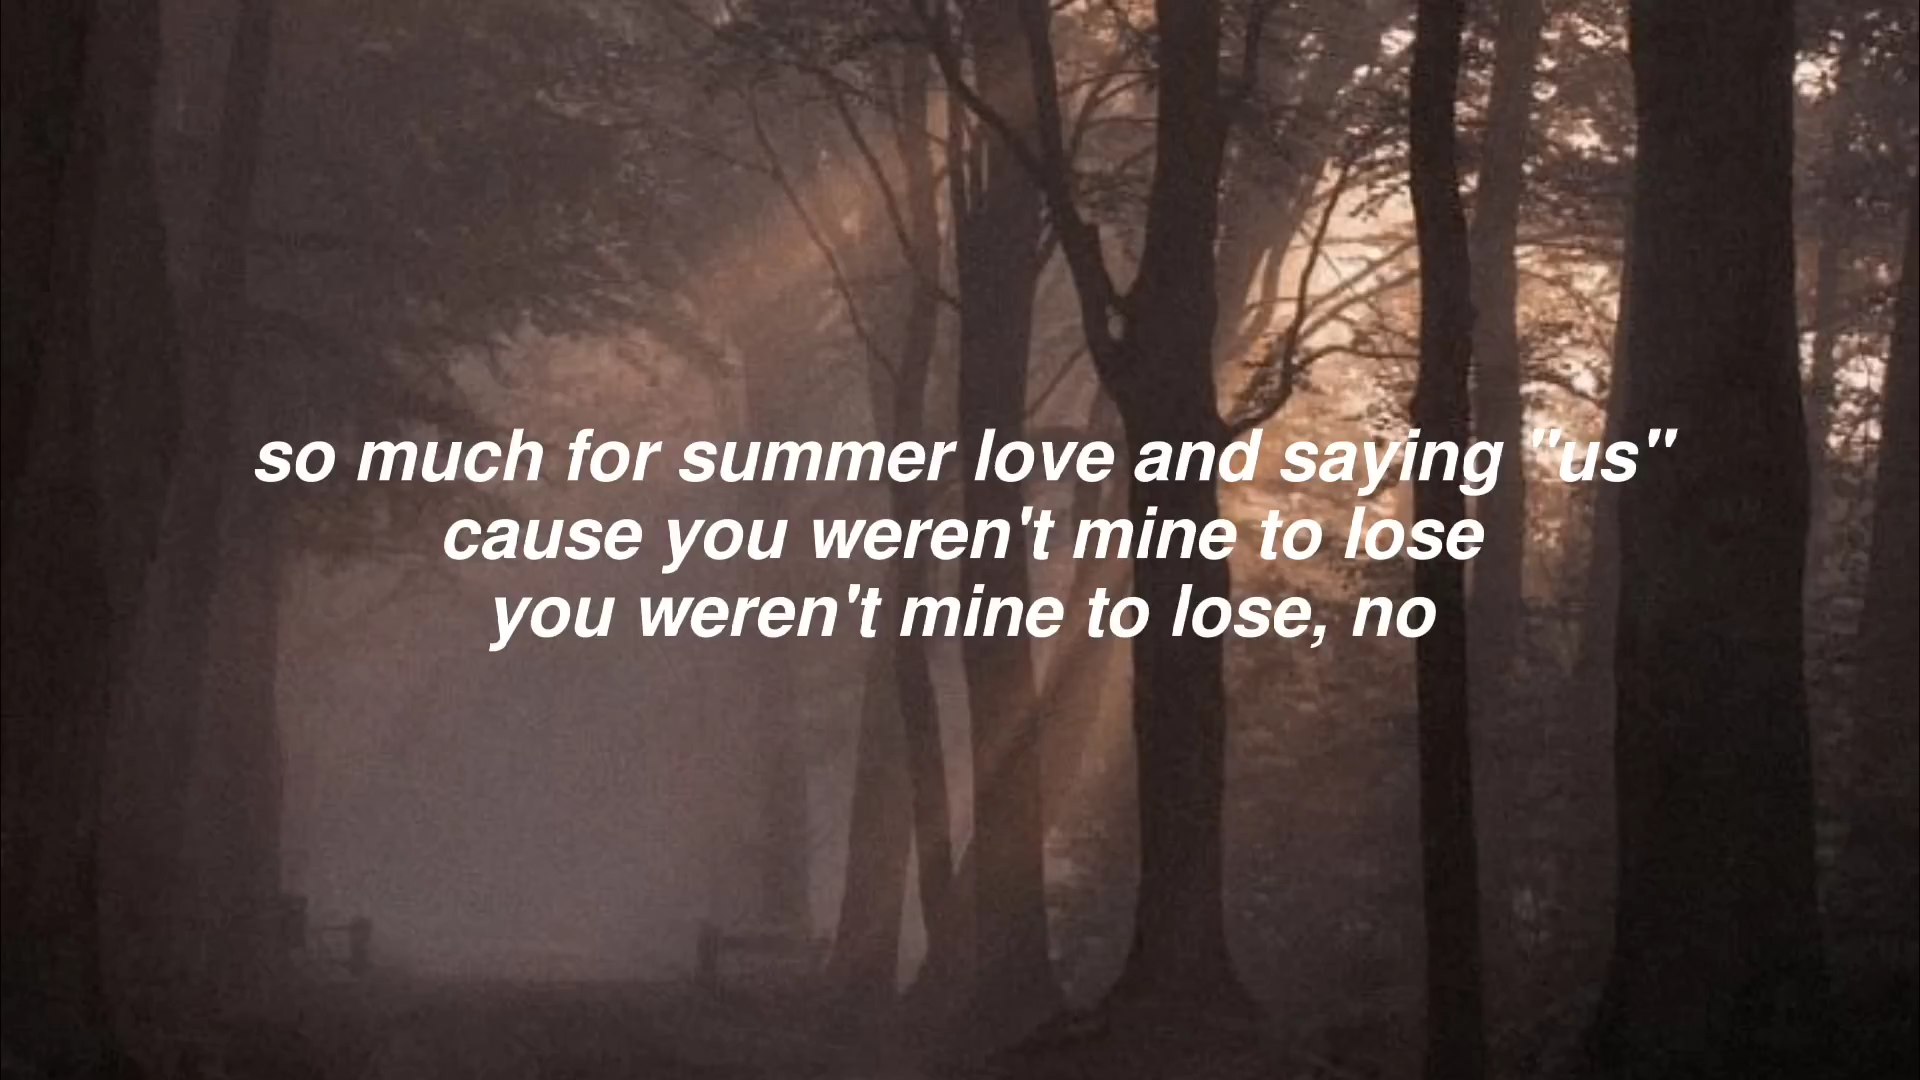 so much for summer love and saying "us"
cause you weren't mine to lose
you weren't mine to lose, no